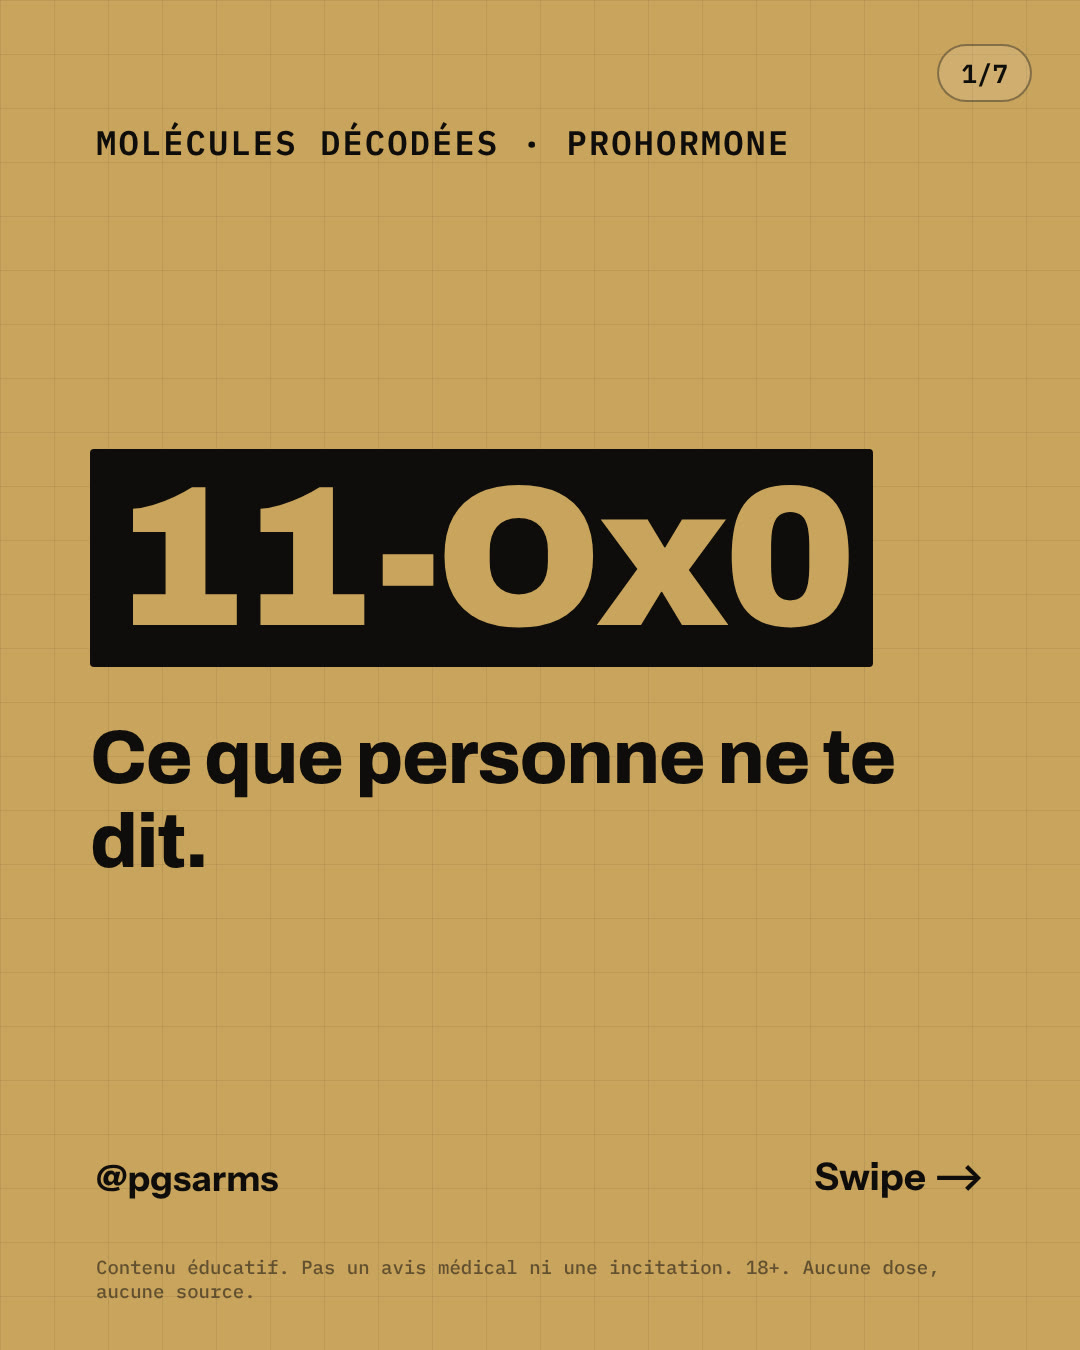 1/7
MOLÉCULES DÉCODÉES · PROHORMONE
11-Ox0
Ce que personne ne te
dit.
@pgsarms
Swipe →
Contenu éducatif. Pas un avis médical ni une incitation. 18+. Aucune dose,
aucune source.